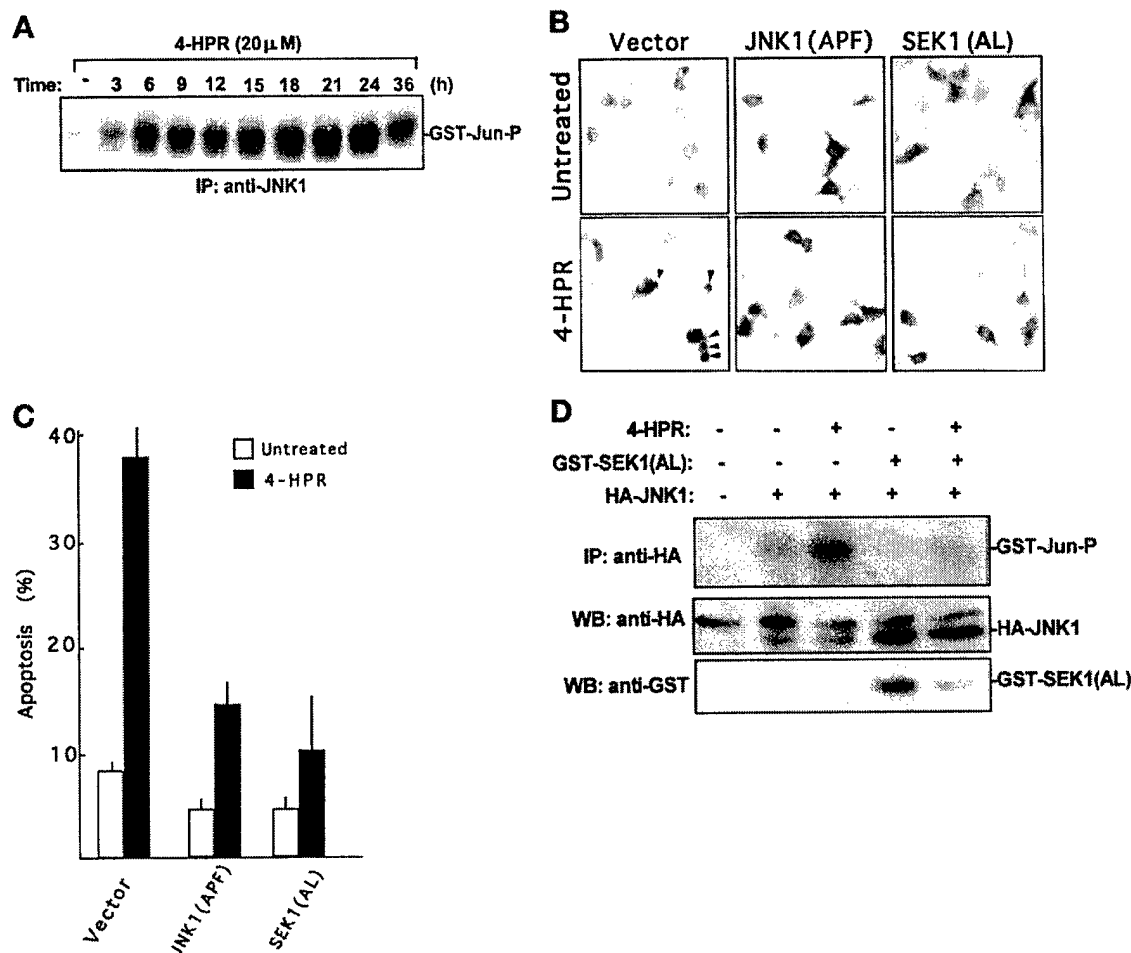 A
4-HPR (20µM)
Time: - 3 6 9 12 15 18 21 24 36 (h)
GST-Jun-P
IP: anti-JNK1
B
Vector JNK1(APF) SEK1(AL)
Untreated
4-HPR
C
40
30
20
10
Apoptosis (%)
Untreated
4-HPR
Vector
JNK1(APF)
SEK1(AL)
D
4-HPR: - - + - +
GST-SEK1(AL): - - - + +
HA-JNK1: - + + + +
IP: anti-HA
-GST-Jun-P
WB: anti-HA
-HA-JNK1
WB: anti-GST
-GST-SEK1(AL)